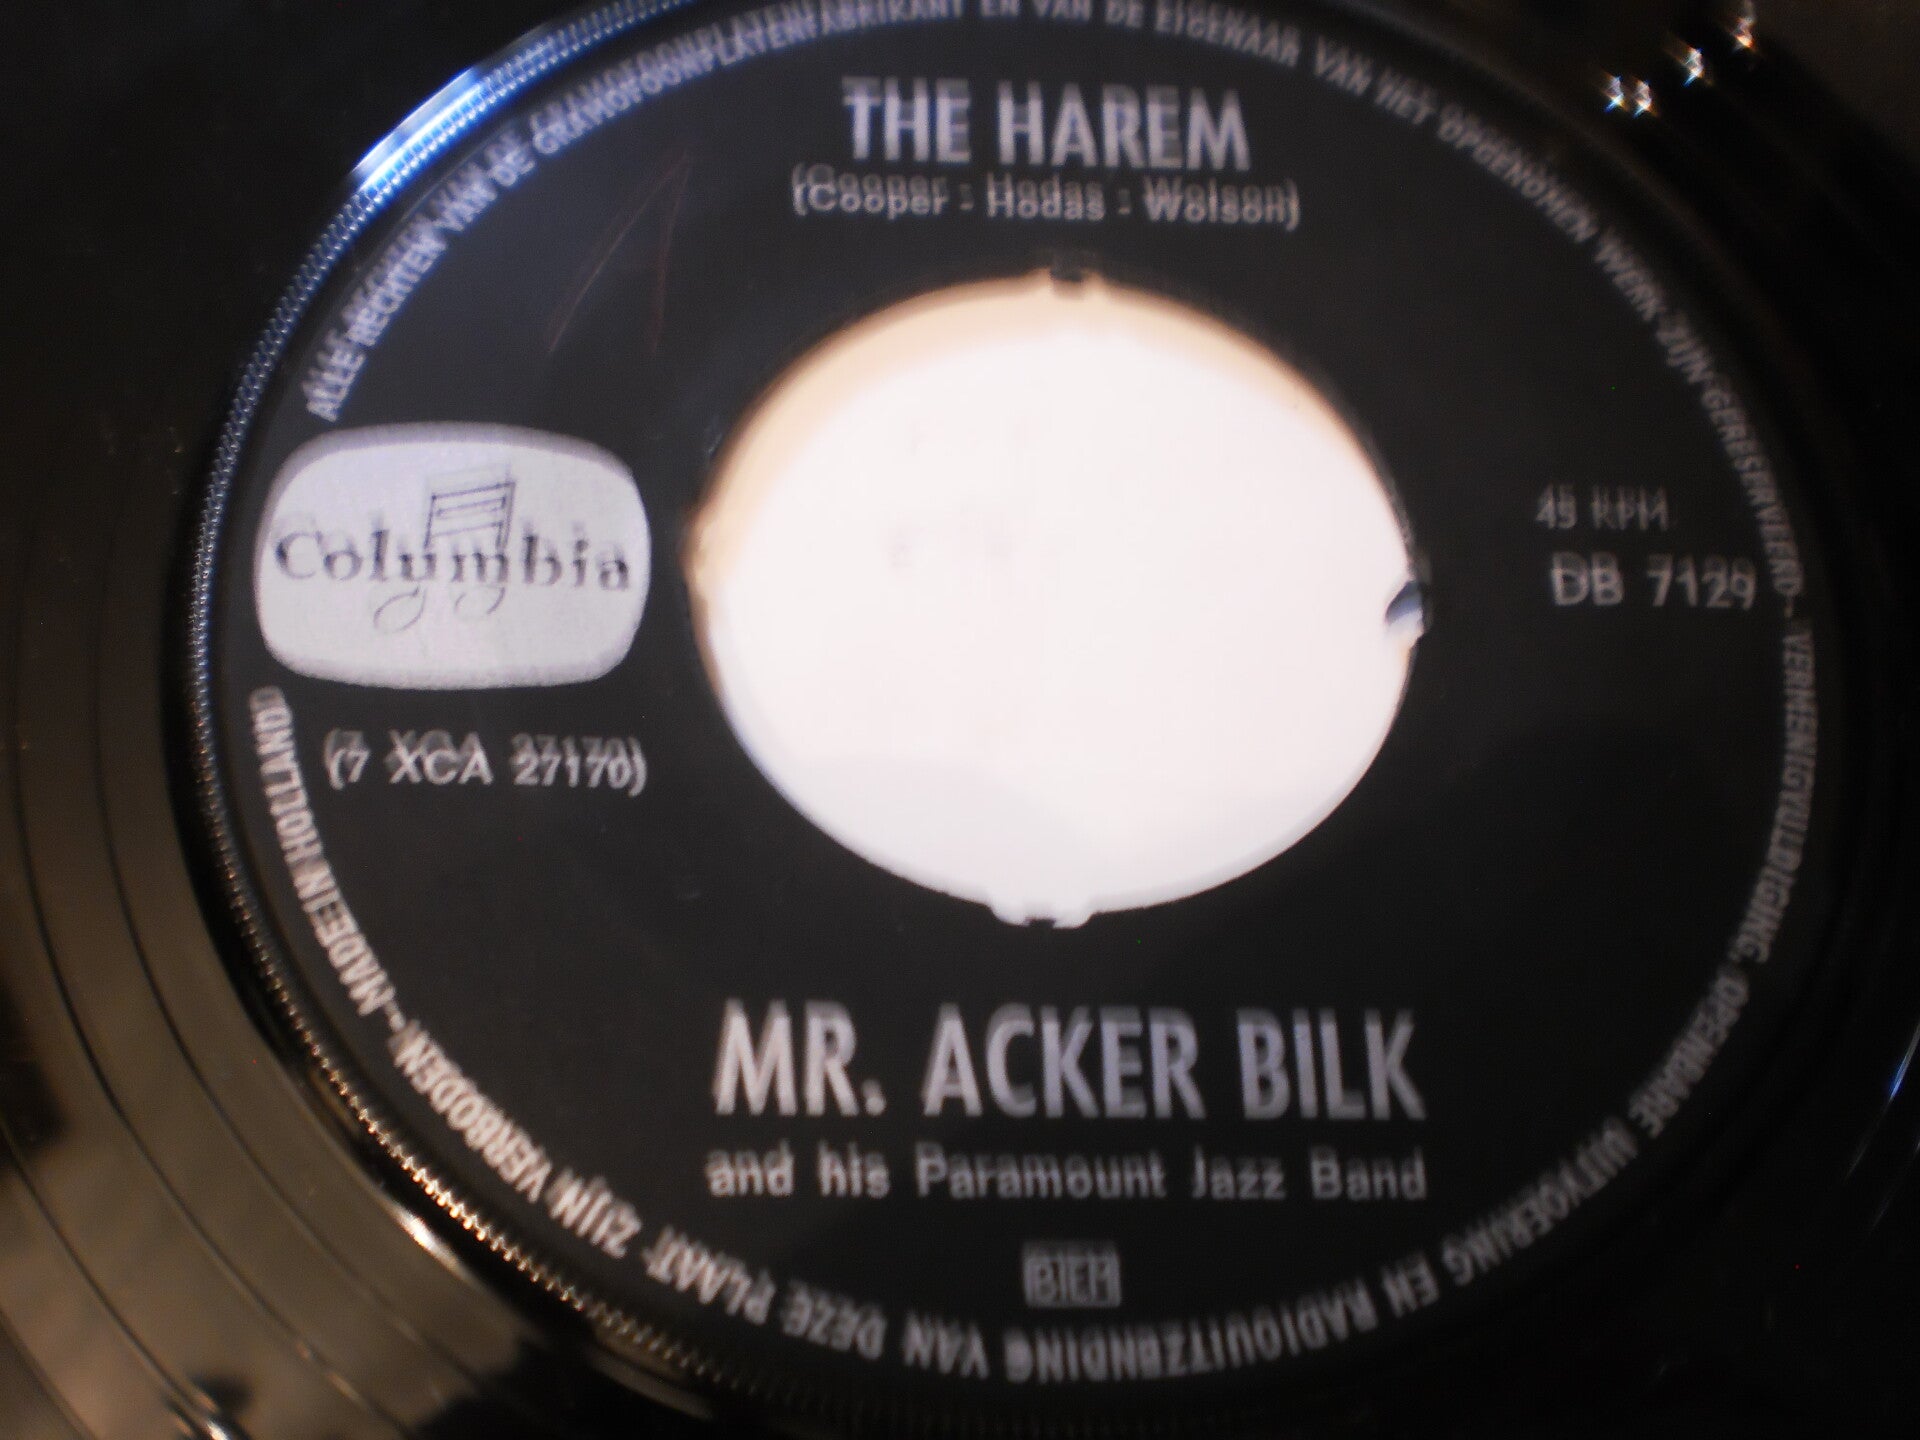 THE HAREM
(Cooper - Hodas - Wolson)
Columbia
45 RPM
DB 7129
(7 XCA 27170)
MR. ACKER BILK
and his Paramount Jazz Band
BIEM
ALLE RECHTEN VAN DE GRAMOFOONPLATENFABRIKANT EN VAN DE EIGENAAR VAN HET OPGENOMEN WERK ZIJN GERESERVEERD- VERMENIGVULDIGING, OPENBARE UITVOERING EN RADIOUITZENDING VAN DEZE PLAAT ZIJN VERBODEN-MADE IN HOLLAND